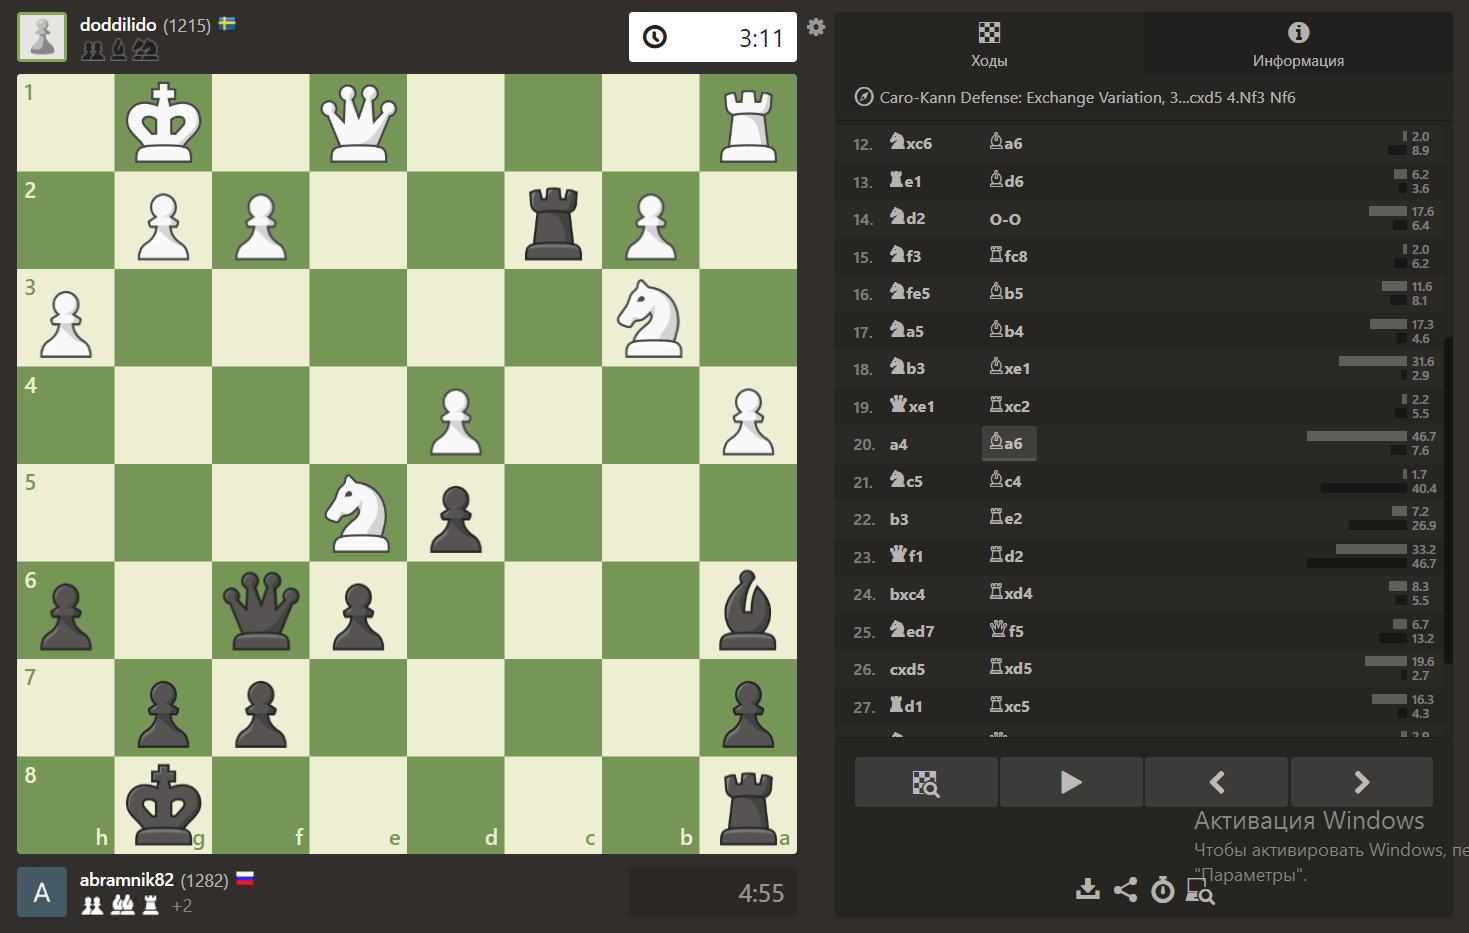 doddilido (1215)
3:11
1
2
3
4
5
6
7
8
h g f e d c b a
A
abramnik82 (1282)
+2
4:55
Ходы
Информация
Caro-Kann Defense: Exchange Variation, 3...cxd5 4.Nf3 Nf6
12. xc6 a6 2.0
8.9
13. e1 d6 6.2
3.6
14. d2 O-O 17.6
6.4
15. f3 fc8 2.0
6.2
16. fe5 b5 11.6
8.1
17. a5 b4 17.3
4.6
18. b3 xe1 31.6
2.9
19. xe1 xc2 2.2
5.5
20. a4 a6 46.7
7.6
21. c5 c4 1.7
40.4
22. b3 e2 7.2
26.9
23. f1 d2 33.2
46.7
24. bxc4 xd4 8.3
5.5
25. ed7 f5 6.7
13.2
26. cxd5 xd5 19.6
2.7
27. d1 xc5 16.3
4.3
2.9
Активация Windows
Чтобы активировать Windows, пе
"Параметры".